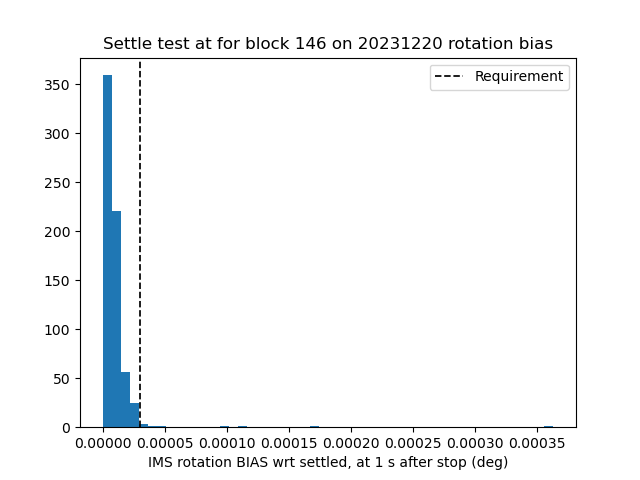 Settle test at for block 146 on 20231220 rotation bias
Requirement
350
300
250
200
150
100
50
0
0.00000 0.00005 0.00010 0.00015 0.00020 0.00025 0.00030 0.00035
IMS rotation BIAS wrt settled, at 1 s after stop (deg)